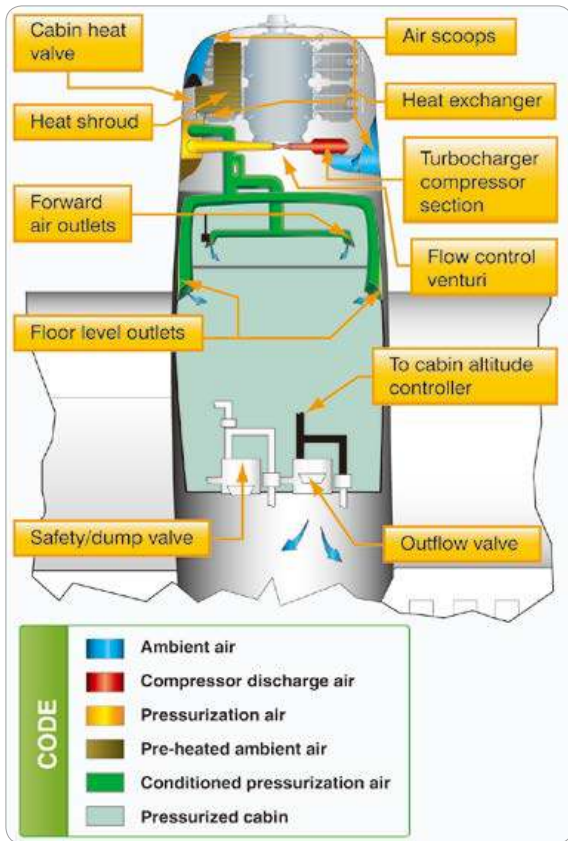 Cabin heat
valve
Air scoops
Heat shroud
Heat exchanger
Turbocharger
compressor
section
Forward
air outlets
Flow control
venturi
Floor level outlets
To cabin altitude
controller
Safety/dump valve
Outflow valve
CODE
Ambient air
Compressor discharge air
Pressurization air
Pre-heated ambient air
Conditioned pressurization air
Pressurized cabin